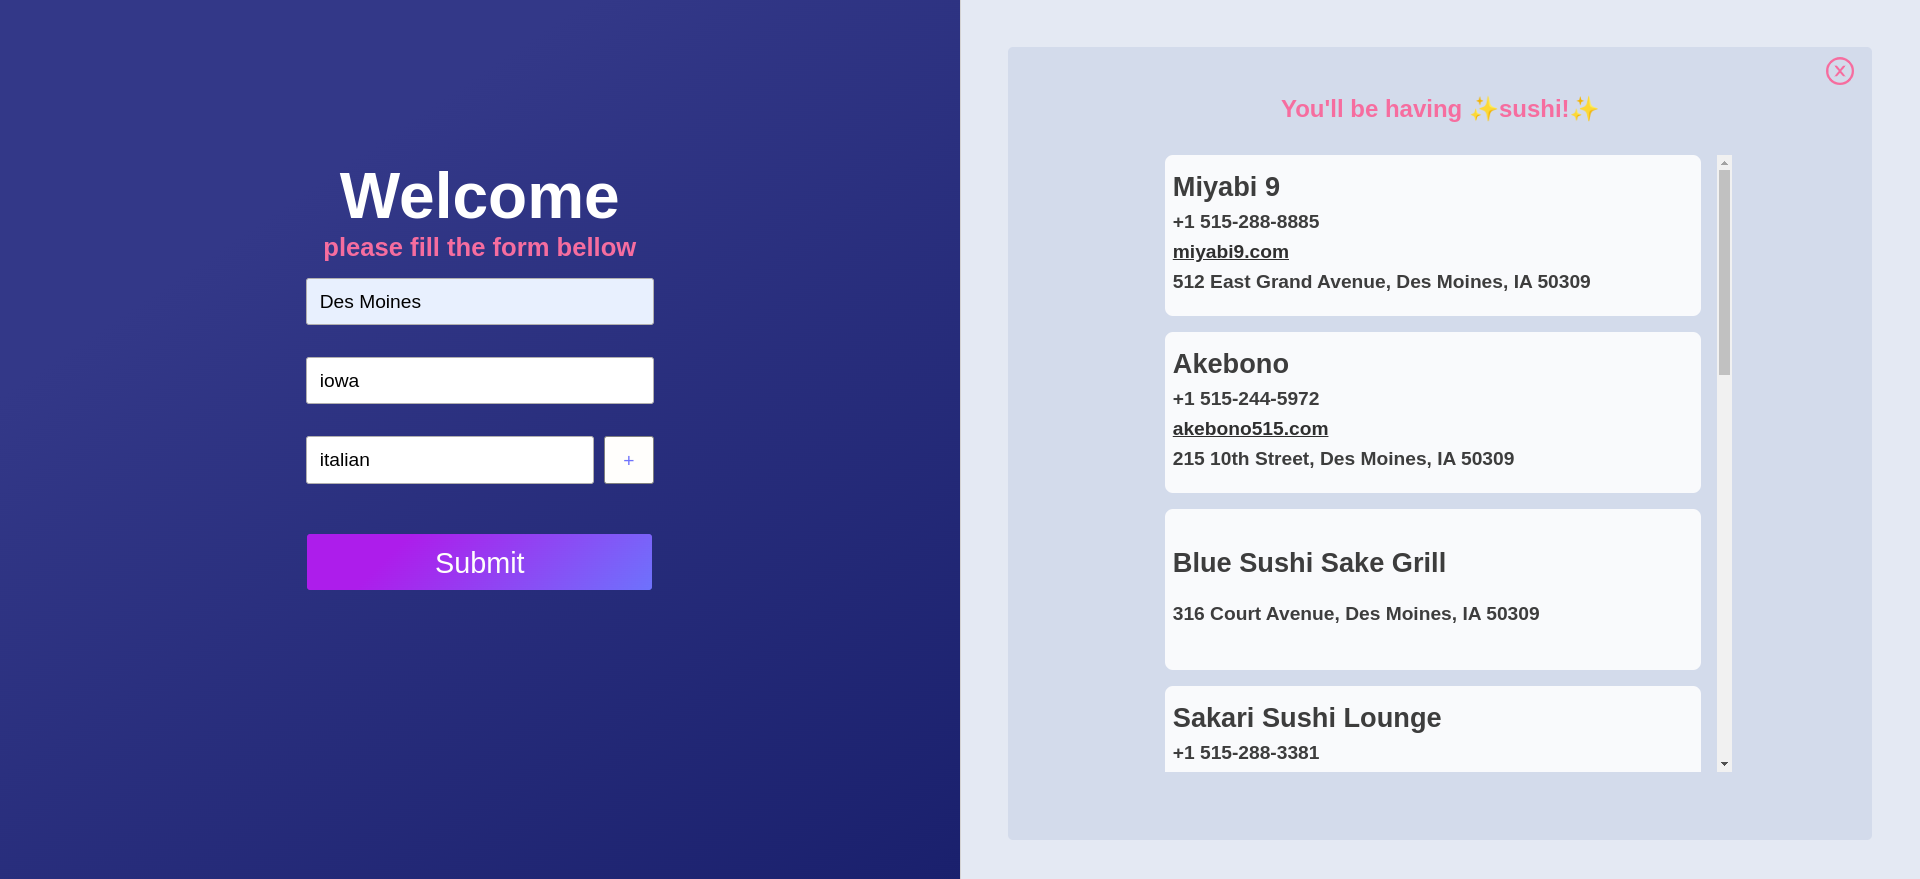 Welcome
please fill the form bellow
Des Moines
iowa
italian
+
Submit
You'll be having ✨sushi!✨
Miyabi 9
+1 515-288-8885
miyabi9.com
512 East Grand Avenue, Des Moines, IA 50309
Akebono
+1 515-244-5972
akebono515.com
215 10th Street, Des Moines, IA 50309
Blue Sushi Sake Grill
316 Court Avenue, Des Moines, IA 50309
Sakari Sushi Lounge
+1 515-288-3381